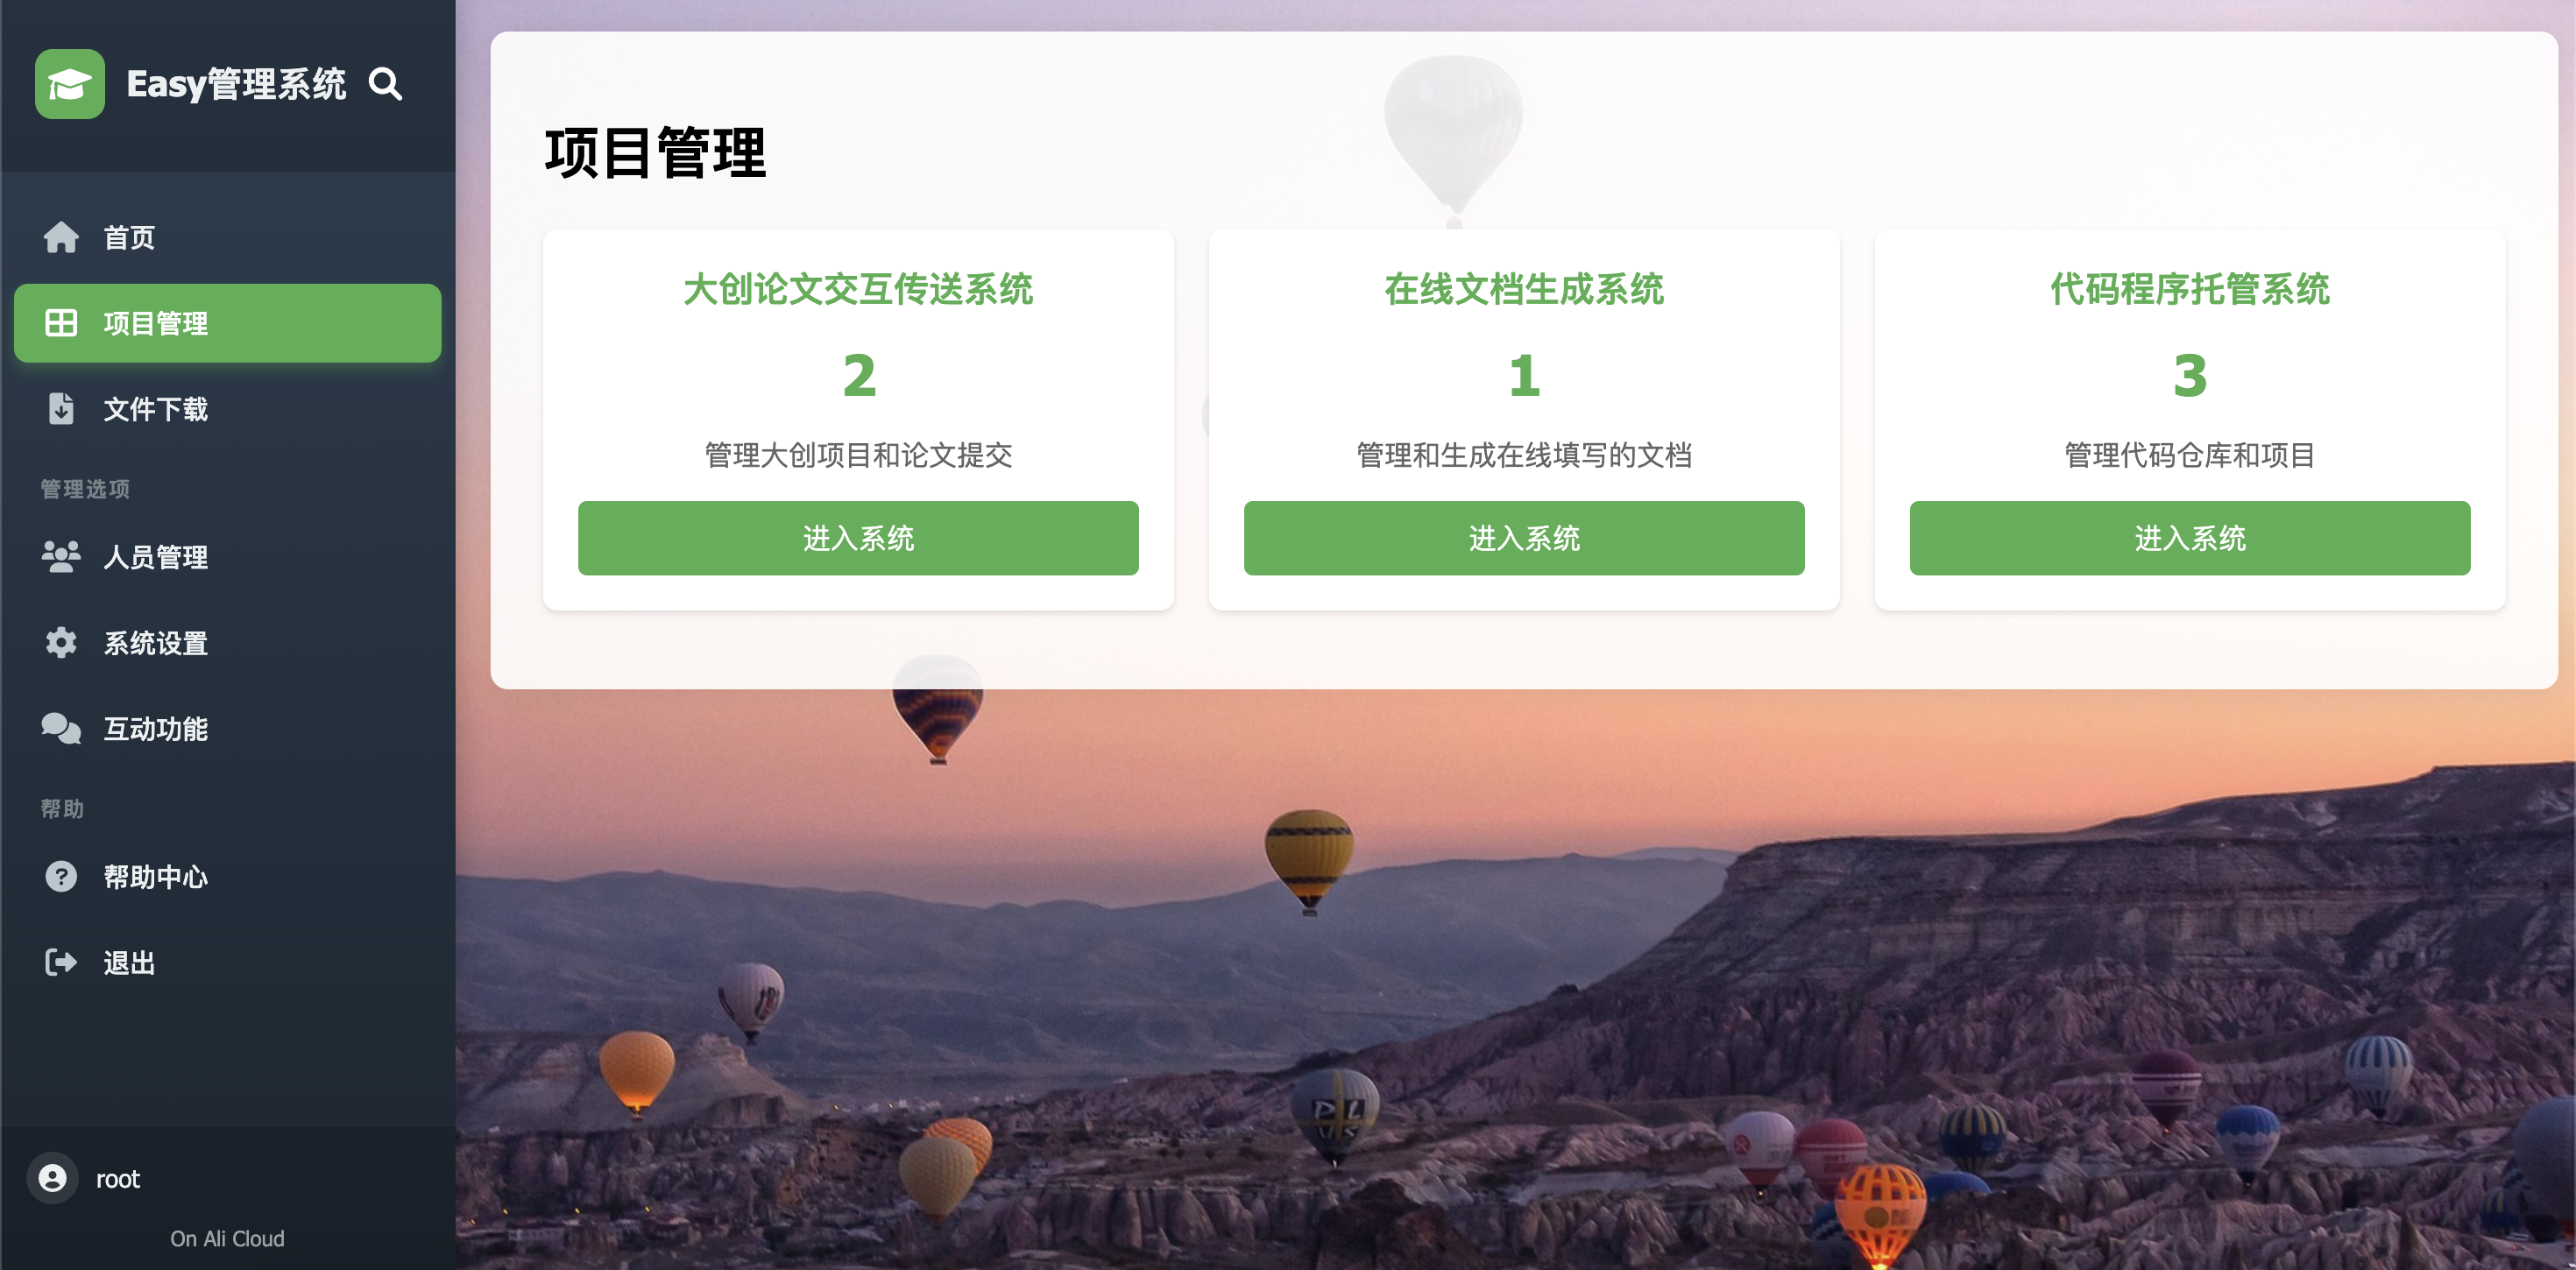 Easy管理系统
首页
项目管理
文件下载
管理选项
人员管理
系统设置
互动功能
帮助
帮助中心
退出
root
On Ali Cloud
项目管理
大创论文交互传送系统
2
管理大创项目和论文提交
进入系统
在线文档生成系统
1
管理和生成在线填写的文档
进入系统
代码程序托管系统
3
管理代码仓库和项目
进入系统
PL
US